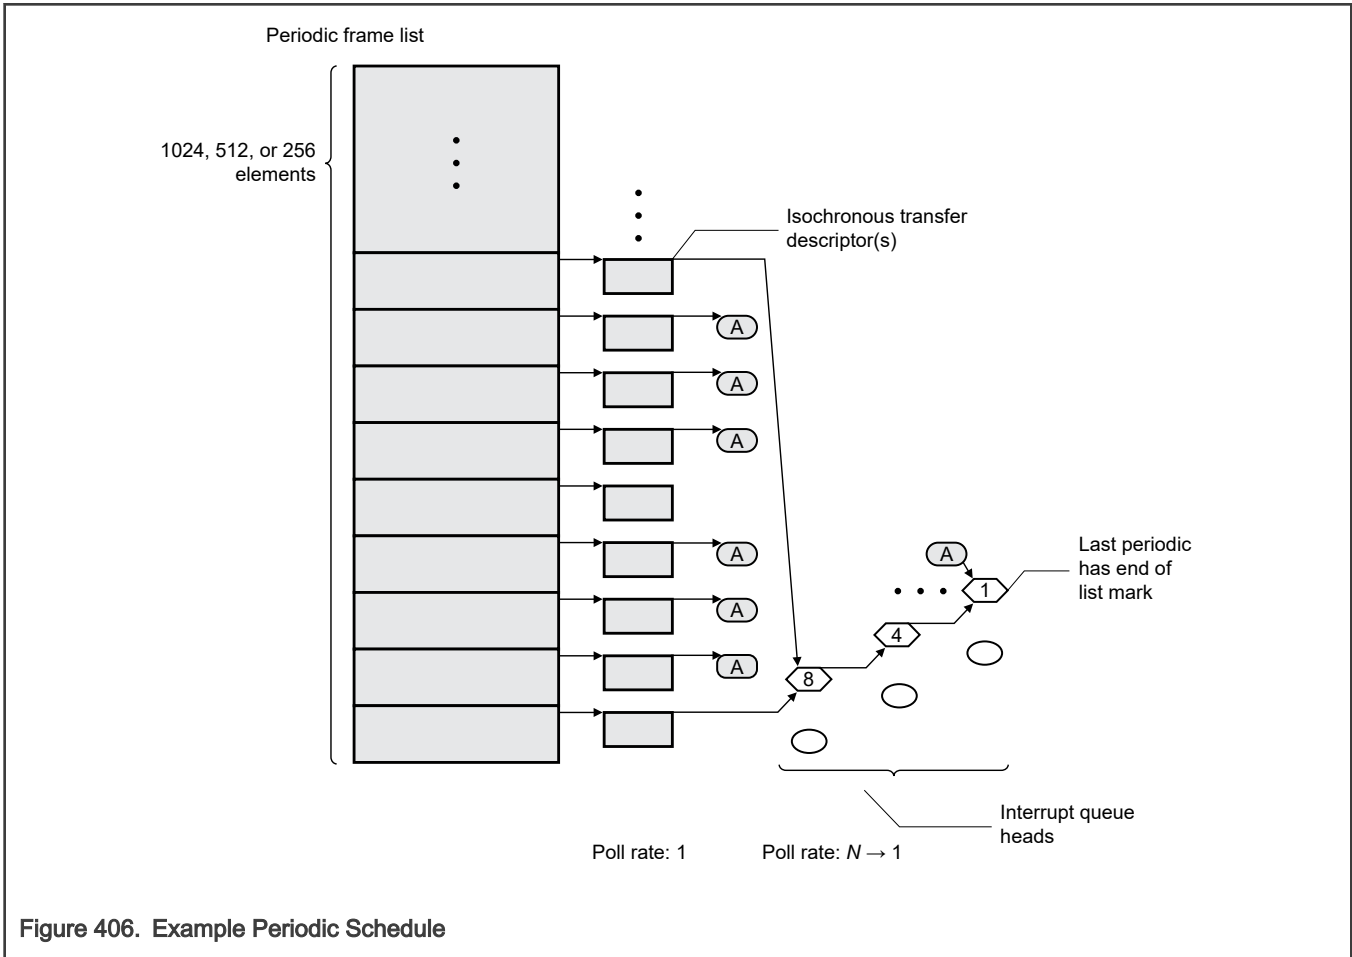 Periodic frame list
1024, 512, or 256
elements
Isochronous transfer
descriptor(s)
A
A
A
A
A
A
A
1
4
8
Last periodic
has end of
list mark
Interrupt queue
heads
Poll rate: 1
Poll rate: N → 1
Figure 406. Example Periodic Schedule